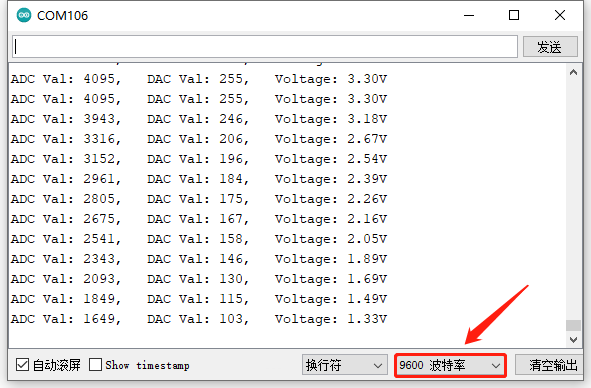 COM106
发送
ADC Val: 4095,   DAC Val: 255,   Voltage: 3.30V
ADC Val: 4095,   DAC Val: 255,   Voltage: 3.30V
ADC Val: 3943,   DAC Val: 246,   Voltage: 3.18V
ADC Val: 3316,   DAC Val: 206,   Voltage: 2.67V
ADC Val: 3152,   DAC Val: 196,   Voltage: 2.54V
ADC Val: 2961,   DAC Val: 184,   Voltage: 2.39V
ADC Val: 2805,   DAC Val: 175,   Voltage: 2.26V
ADC Val: 2675,   DAC Val: 167,   Voltage: 2.16V
ADC Val: 2541,   DAC Val: 158,   Voltage: 2.05V
ADC Val: 2343,   DAC Val: 146,   Voltage: 1.89V
ADC Val: 2093,   DAC Val: 130,   Voltage: 1.69V
ADC Val: 1849,   DAC Val: 115,   Voltage: 1.49V
ADC Val: 1649,   DAC Val: 103,   Voltage: 1.33V
自动滚屏 Show timestamp 换行符 9600 波特率 清空输出